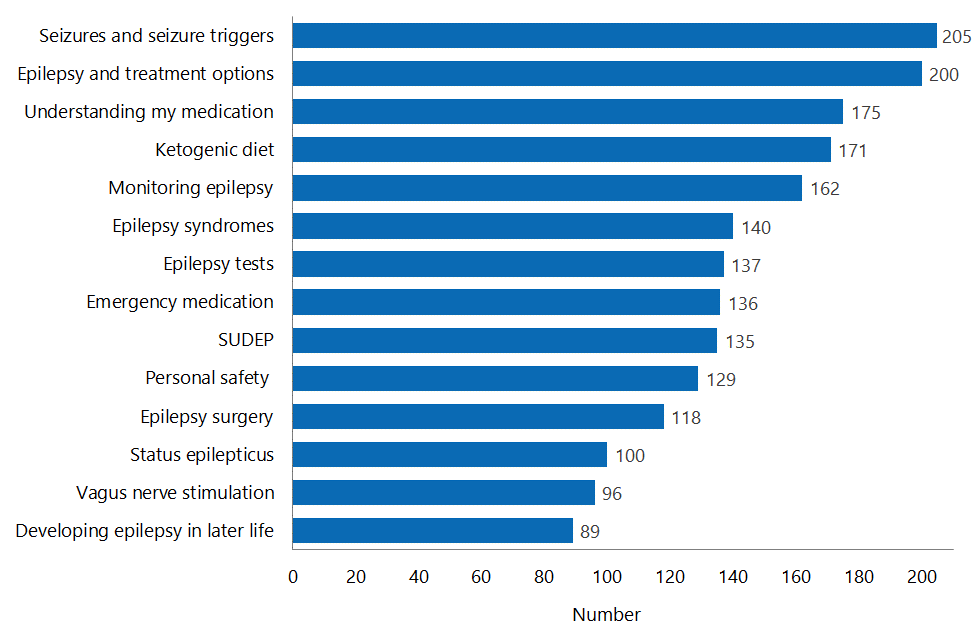 Seizures and seizure triggers 205
Epilepsy and treatment options 200
Understanding my medication 175
Ketogenic diet 171
Monitoring epilepsy 162
Epilepsy syndromes 140
Epilepsy tests 137
Emergency medication 136
SUDEP 135
Personal safety 129
Epilepsy surgery 118
Status epilepticus 100
Vagus nerve stimulation 96
Developing epilepsy in later life 89
0 20 40 60 80 100 120 140 160 180 200
Number